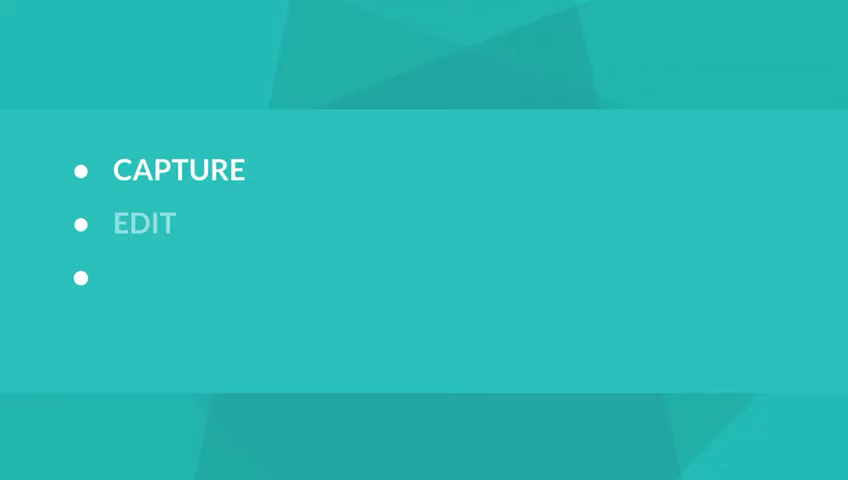 • CAPTURE
• EDIT
•